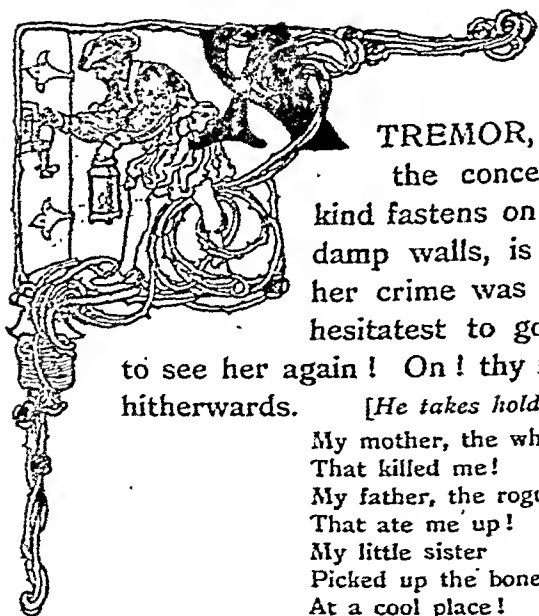 A TREMOR,
the conce
kind fastens on
damp walls, is
her crime was
hesitatest to go
to see her again ! On ! thy s
hitherwards. [He takes hold
My mother, the wh
That killed me!
My father, the rogu
That ate me up!
My little sister
Picked up the bone
At a cool place!